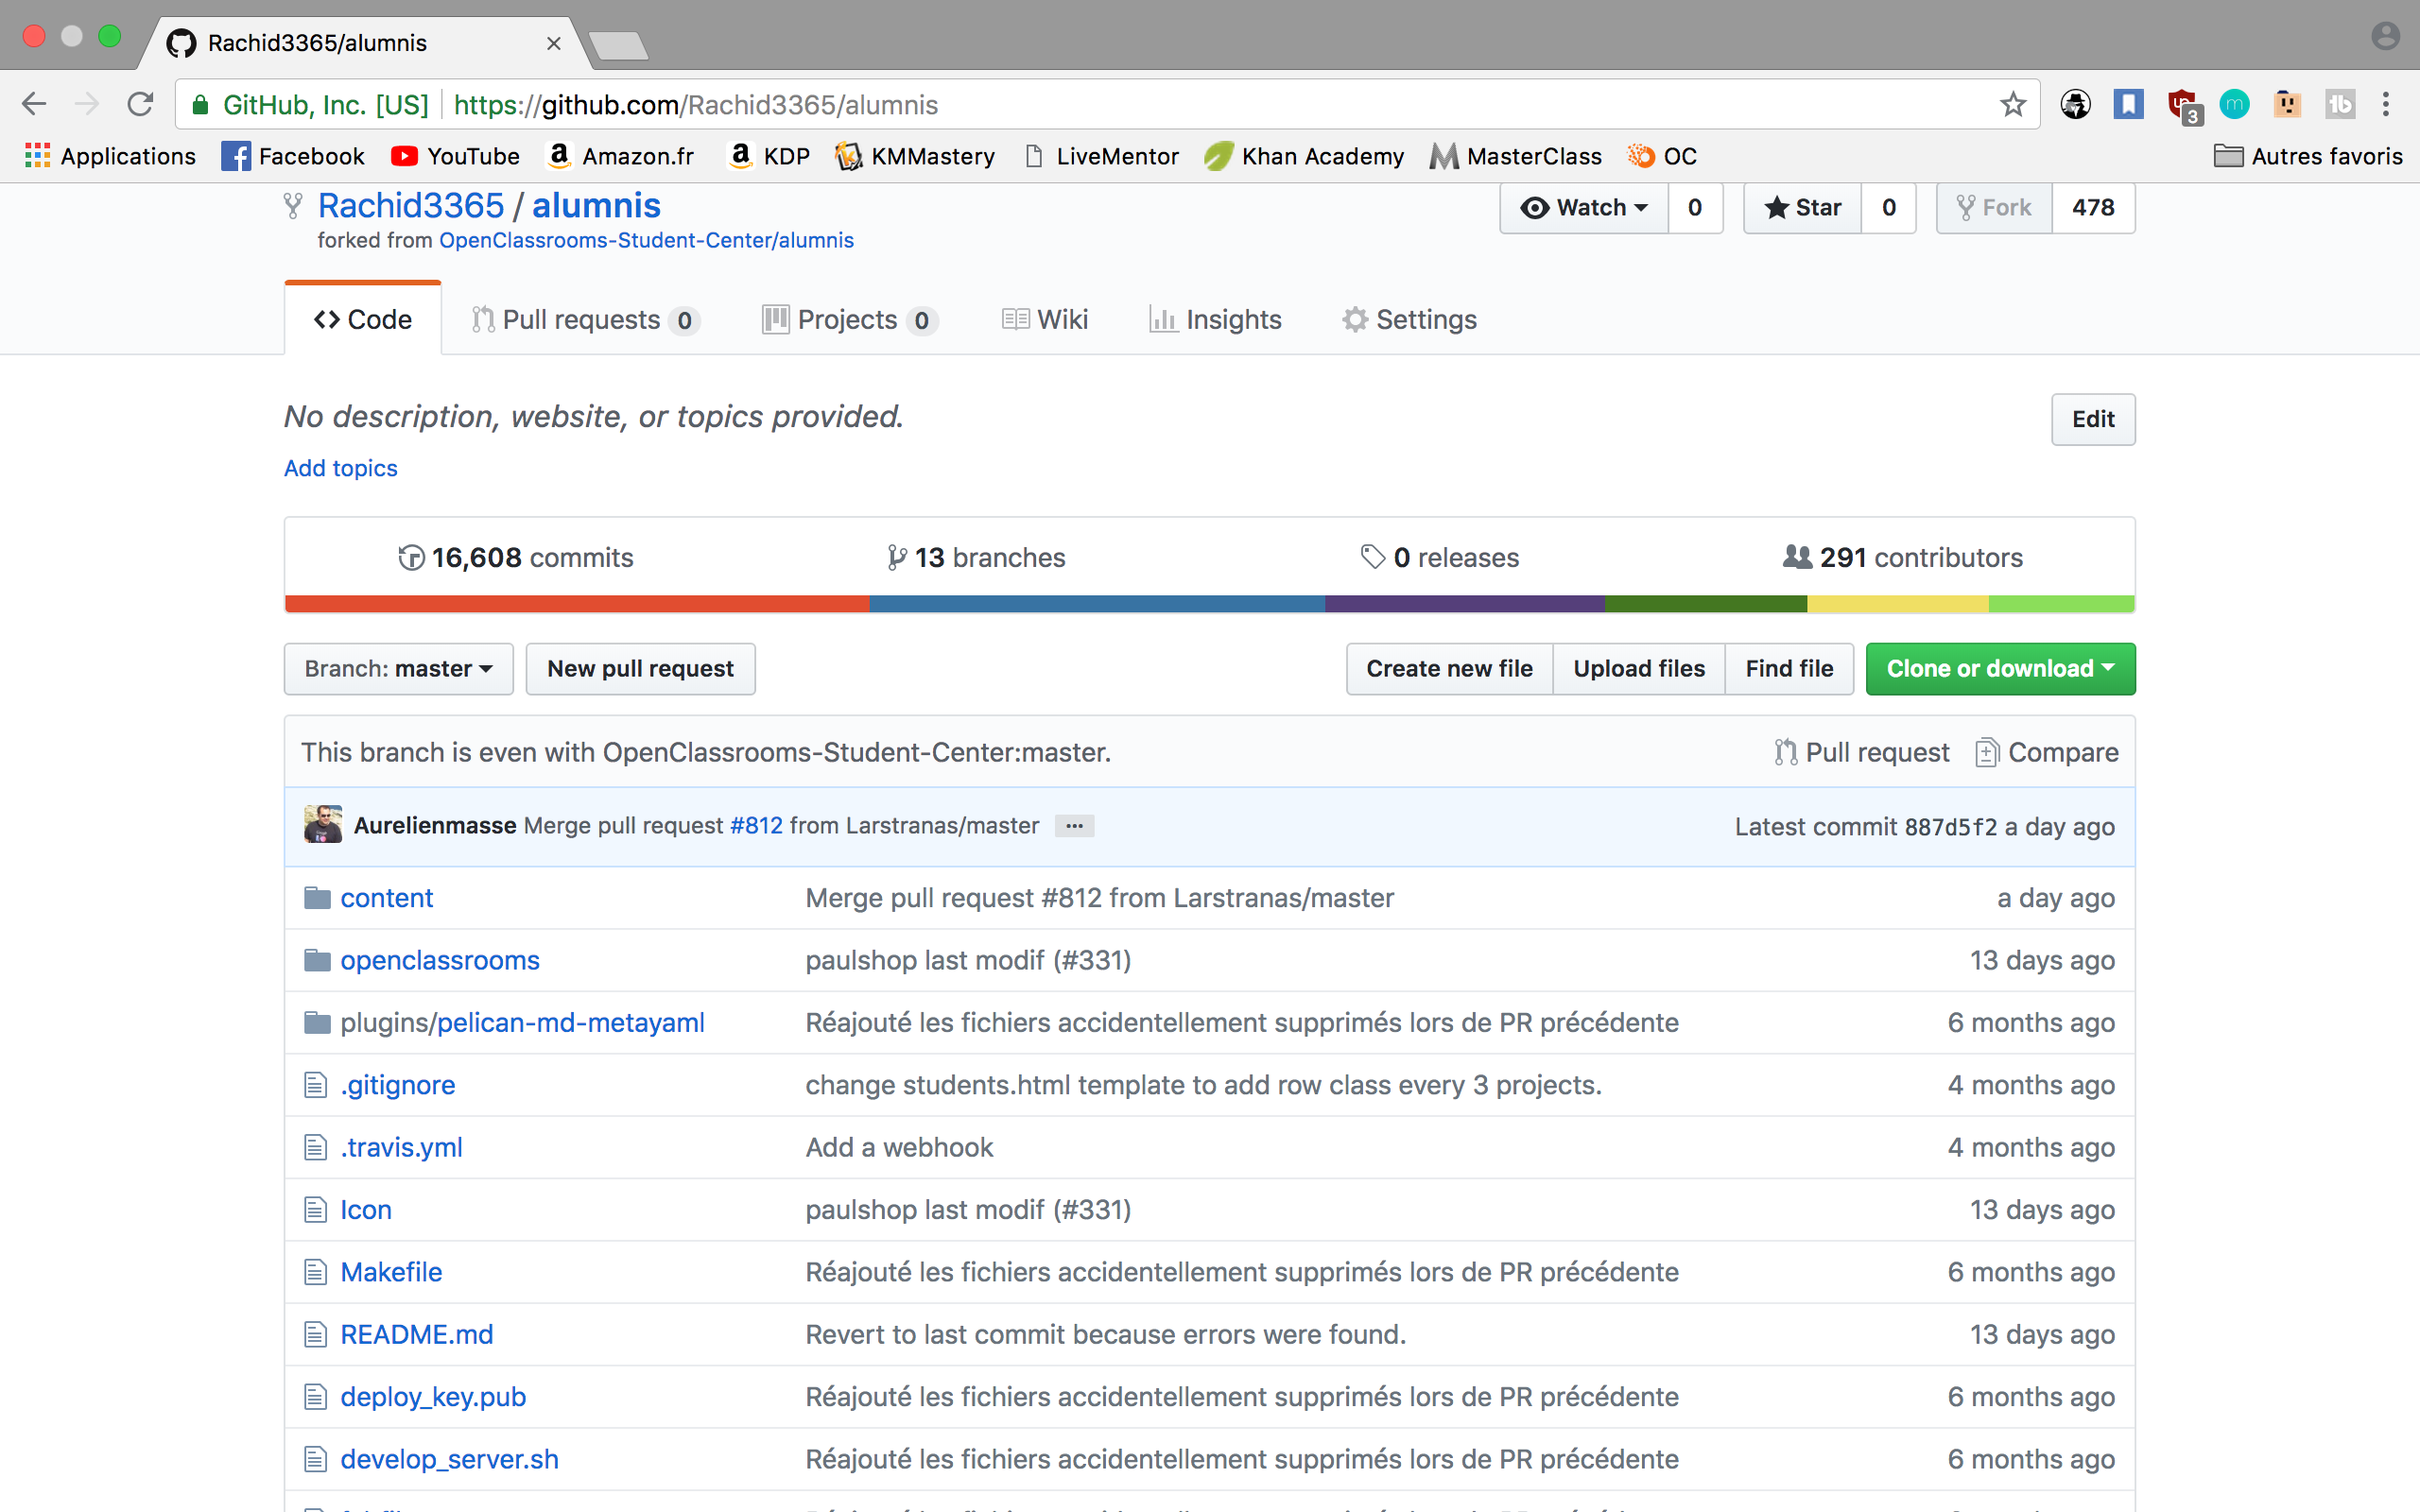 Rachid3365/alumnis
GitHub, Inc. [US] https://github.com/Rachid3365/alumnis
3
Applications Facebook YouTube Amazon.fr KDP KMMastery LiveMentor Khan Academy MasterClass OC Autres favoris
Rachid3365 / alumnis Watch 0 Star 0 Fork 478
forked from OpenClassrooms-Student-Center/alumnis
Code Pull requests 0 Projects 0 Wiki Insights Settings
No description, website, or topics provided. Edit
Add topics
16,608 commits 13 branches 0 releases 291 contributors
Branch: master New pull request Create new file Upload files Find file Clone or download
This branch is even with OpenClassrooms-Student-Center:master. Pull request Compare
Aurelienmasse Merge pull request #812 from Larstranas/master ... Latest commit 887d5f2 a day ago
content Merge pull request #812 from Larstranas/master a day ago
openclassrooms paulshop last modif (#331) 13 days ago
plugins/pelican-md-metayaml Réajouté les fichiers accidentellement supprimés lors de PR précédente 6 months ago
.gitignore change students.html template to add row class every 3 projects. 4 months ago
.travis.yml Add a webhook 4 months ago
Icon paulshop last modif (#331) 13 days ago
Makefile Réajouté les fichiers accidentellement supprimés lors de PR précédente 6 months ago
README.md Revert to last commit because errors were found. 13 days ago
deploy_key.pub Réajouté les fichiers accidentellement supprimés lors de PR précédente 6 months ago
develop_server.sh Réajouté les fichiers accidentellement supprimés lors de PR précédente 6 months ago